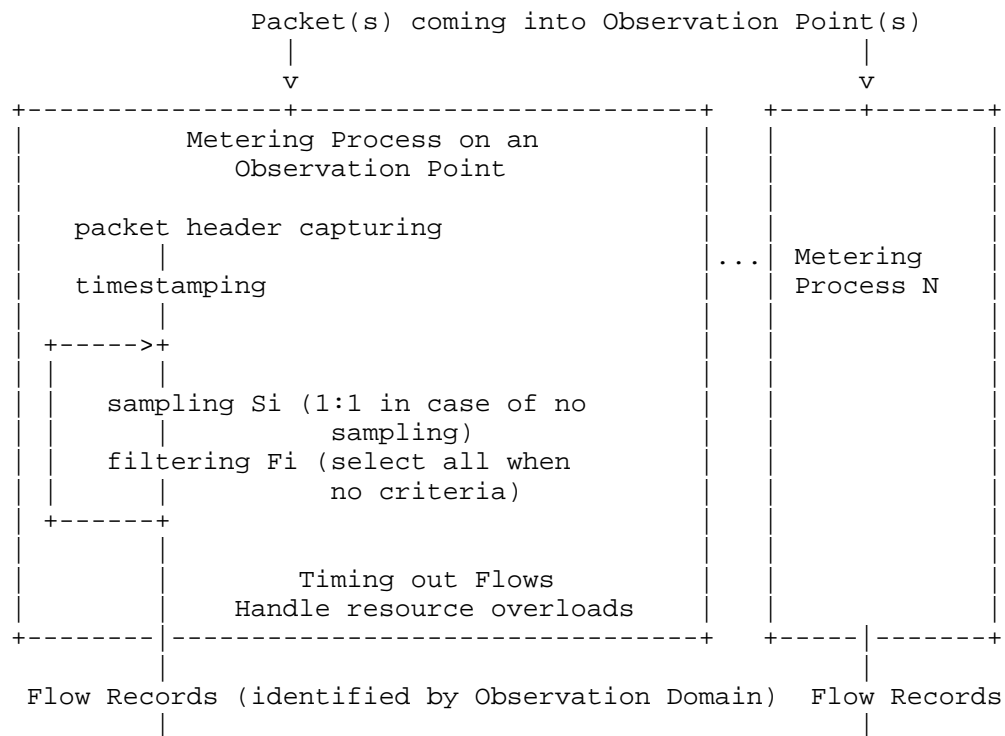 Packet(s) coming into Observation Point(s)
Metering Process on an
Observation Point
packet header capturing
... Metering
timestamping
Process N
sampling Si (1:1 in case of no
sampling)
filtering Fi (select all when
no criteria)
Timing out Flows
Handle resource overloads
Flow Records (identified by Observation Domain) Flow Records